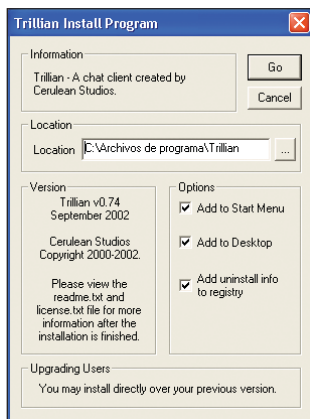 Trillian Install Program
Information
Trillian - A chat client created by
Cerulean Studios.
Go
Cancel
Location
Location C:\Archivos de programa\Trillian ...
Version
Trillian v0.74
September 2002
Cerulean Studios
Copyright 2000-2002.
Please view the
readme.txt and
license.txt file for more
information after the
installation is finished.
Options
Add to Start Menu
Add to Desktop
Add uninstall info
to registry
Upgrading Users
You may install directly over your previous version.